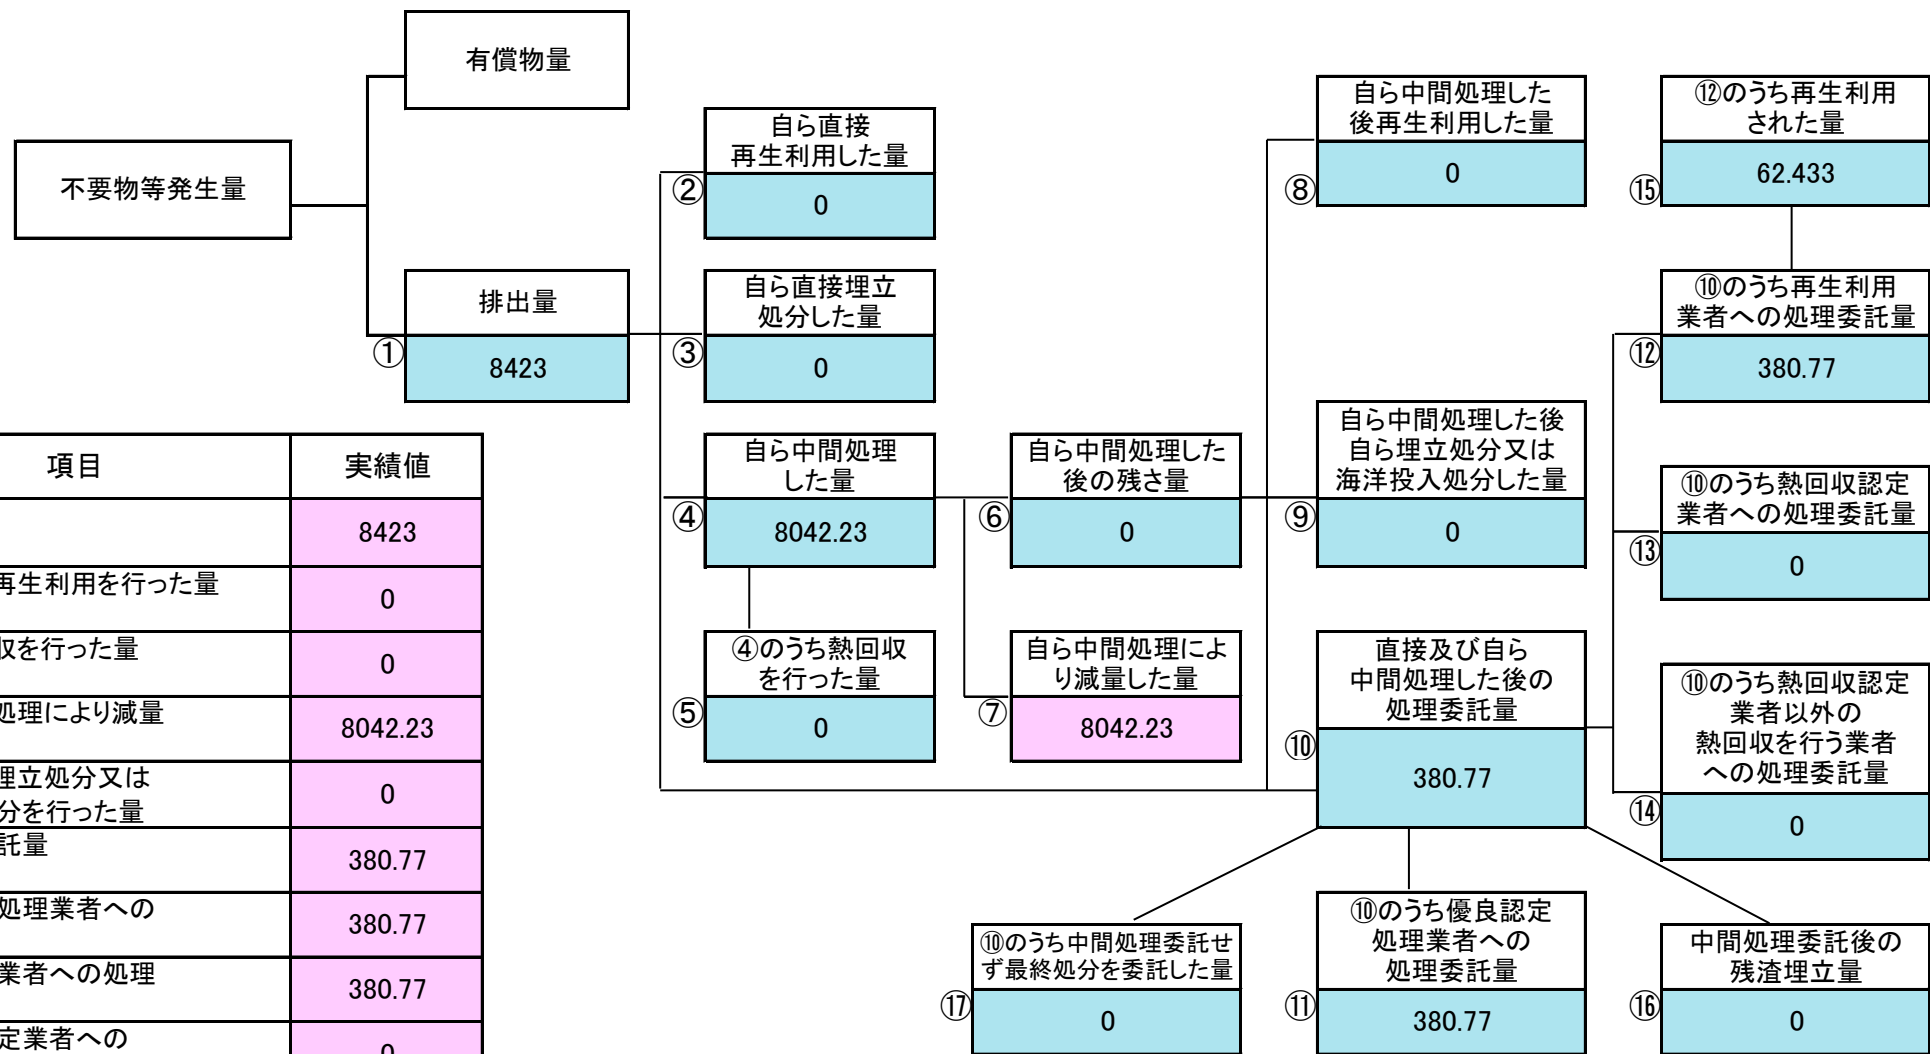 有償物量
不要物等発生量
排出量
①
8423
自ら直接
再生利用した量
②
0
自ら直接埋立
処分した量
③
0
自ら中間処理
した量
④
8042.23
④のうち熱回収
を行った量
⑤
0
自ら中間処理した
後の残さ量
⑥
0
自ら中間処理によ
り減量した量
⑦
8042.23
自ら中間処理した
後再生利用した量
⑧
0
自ら中間処理した後
自ら埋立処分又は
海洋投入処分した量
⑨
0
直接及び自ら
中間処理した後の
処理委託量
⑩
380.77
⑫のうち再生利用
された量
⑮
62.433
⑩のうち再生利用
業者への処理委託量
⑫
380.77
⑩のうち熱回収認定
業者への処理委託量
⑬
0
⑩のうち熱回収認定
業者以外の
熱回収を行う業者
への処理委託量
⑭
0
⑩のうち中間処理委託せ
ず最終処分を委託した量
⑰
0
⑩のうち優良認定
処理業者への
処理委託量
⑪
380.77
中間処理委託後の
残渣埋立量
⑯
0
項目 実績値
8423
再生利用を行った量
0
収を行った量
0
処理により減量
8042.23
埋立処分又は
分を行った量
0
託量
380.77
処理業者への
380.77
業者への処理
380.77
定業者への
0